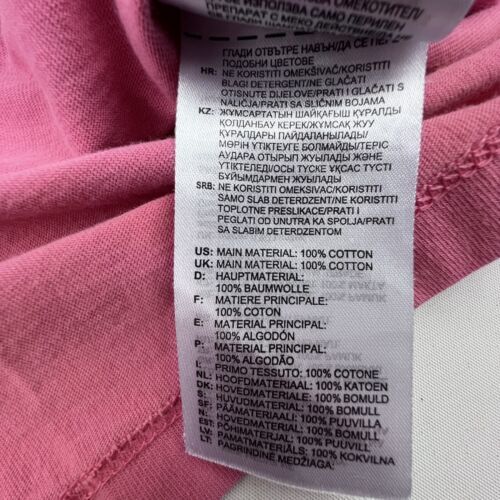 ПРЕПАРАТ С МЕКО ДЕЙСТВИЕ/ДА
ГЛАДИ ОТВЪТРЕ НАВЪН/ДА СЕ ПЕРЕ
ПОДОБНИ ЦВЕТОВЕ
HR: NE KORISTITI OMEKŠIVAČ/KORISTITI
BLAGI DETERGENT/NE GLAČATI
OTISNUTE DIJELOVE/PRATI I GLAČATI S
NALIČJA/PRATI SA SLIČNIM BOJAMA
KZ: ЖҰМСАРТАТЫН ШАЙҚАҒЫШ ҚҰРАЛДЫ
ҚОЛДАНБАУ КЕРЕК/ЖҰМСАҚ ЖУУ
ҚҰРАЛДАРЫ ПАЙДАЛАНЫЛАДЫ/
МӨРІН ҮТІКТЕУГЕ БОЛМАЙДЫ/ТЕРІС
АУДАРА ОТЫРЫП ЖУЫЛАДЫ ЖӘНЕ
ҮТІКТЕЛЕДІ/ОСЫ ТҮСКЕ ҰҚСАС ТҮСТІ
БҰЙЫМДАРМЕН ЖУЫЛАДЫ
SRB: NE KORISTITI OMEKSIVAC/KORISTITI
SAMO SLAB DETERDZENT/NE KORISTITI
TOPLOTNE PRESLIKACE/PRATI I
PEGLATI OD UNUTRA KA SPOLJA/PRATI
SA SLABIM DETERDZENTOM
US: MAIN MATERIAL: 100% COTTON
UK: MAIN MATERIAL: 100% COTTON
D: HAUPTMATERIAL:
100% BAUMWOLLE
F: MATIERE PRINCIPALE:
100% COTON
E: MATERIAL PRINCIPAL:
100% ALGODÓN
P: MATERIAL PRINCIPAL:
100% ALGODÃO
I: PRIMO TESSUTO: 100% COTONE
NL: HOOFDMATERIAAL: 100% KATOEN
DK: HOVEDMATERIALE: 100% BOMULD
S: HUVUDMATERIAL: 100% BOMULL
SF: PÄÄMATERIAALI: 100% PUUVILLA
N: HOVEDMATERIALE: 100% BOMULL
EST: PÕHIMATERJAL: 100% PUUVILL
LV: PAMATMATERIĀLS: 100% KOKVILNA
LT: PAGRINDINĖ MEDŽIAGA: